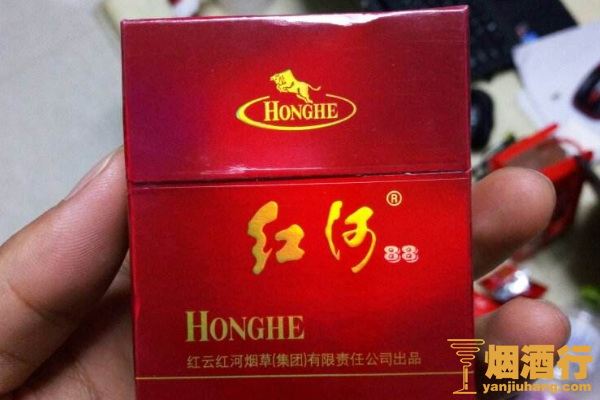 HONGHE
红河®
88
HONGHE
红云红河烟草(集团)有限责任公司出品
烟酒行
yanjiuhang.com